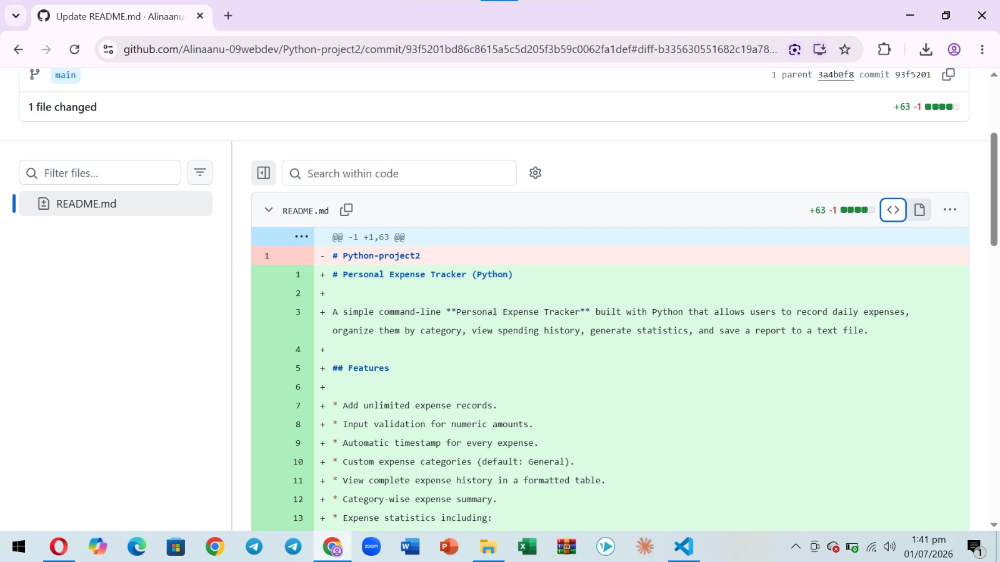 Update README.md · Alinaanu-
github.com/Alinaanu-09webdev/Python-project2/commit/93f5201bd86c8615a5c5d205f3b59c0062fa1def#diff-b335630551682c19a78...
main
1 parent 3a4b0f8 commit 93f5201
1 file changed
+63 -1
Filter files...
Search within code
README.md
README.md
+63 -1
@@ -1 +1,63 @@
1 - # Python-project2
1 + # Personal Expense Tracker (Python)
2 +
3 + A simple command-line **Personal Expense Tracker** built with Python that allows users to record daily expenses,
organize them by category, view spending history, generate statistics, and save a report to a text file.
4 +
5 + ## Features
6 +
7 + * Add unlimited expense records.
8 + * Input validation for numeric amounts.
9 + * Automatic timestamp for every expense.
10 + * Custom expense categories (default: General).
11 + * View complete expense history in a formatted table.
12 + * Category-wise expense summary.
13 + * Expense statistics including:
zoom
1:41 pm
01/07/2026
1